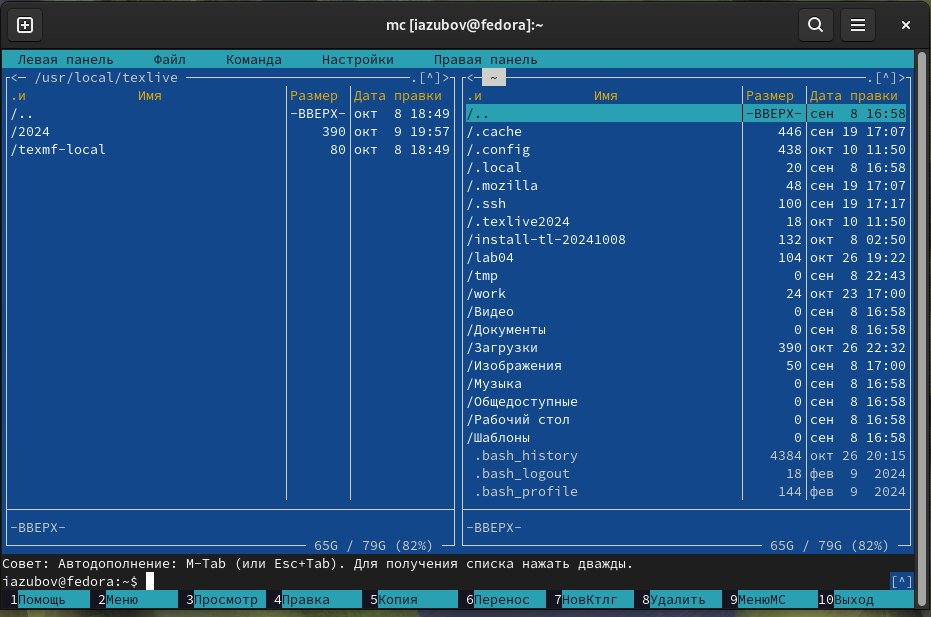 mc [iazubov@fedora]:~
Левая панель Файл Команда Настройки Правая панель
<─ /usr/local/texlive .[^]>
.и Имя Размер Дата правки
/.. -ВВЕРХ- окт 8 18:49
/2024 390 окт 9 19:57
/texmf-local 80 окт 8 18:49
-ВВЕРХ-
65G / 79G (82%)
<─ ~ .[^]>
.и Имя Размер Дата правки
/.. -ВВЕРХ- сен 8 16:58
/.cache 446 сен 19 17:07
/.config 438 окт 10 11:50
/.local 20 сен 8 16:58
/.mozilla 48 сен 19 17:07
/.ssh 100 сен 19 17:17
/.texlive2024 18 окт 10 11:50
/install-tl-20241008 132 окт 8 02:50
/lab04 104 окт 26 19:22
/tmp 0 сен 8 22:43
/work 24 окт 23 17:00
/Видео 0 сен 8 16:58
/Документы 0 сен 8 16:58
/Загрузки 390 окт 26 22:32
/Изображения 50 сен 8 17:00
/Музыка 0 сен 8 16:58
/Общедоступные 0 сен 8 16:58
/Рабочий стол 0 сен 8 16:58
/Шаблоны 0 сен 8 16:58
.bash_history 4384 окт 26 20:15
.bash_logout 18 фев 9 2024
.bash_profile 144 фев 9 2024
-ВВЕРХ-
65G / 79G (82%)
Совет: Автодополнение: M-Tab (или Esc+Tab). Для получения списка нажать дважды.
iazubov@fedora:~$ [^]
1Помощь 2Меню 3Просмотр 4Правка 5Копия 6Перенос 7НовКтлг 8Удалить 9МенюМС 10Выход